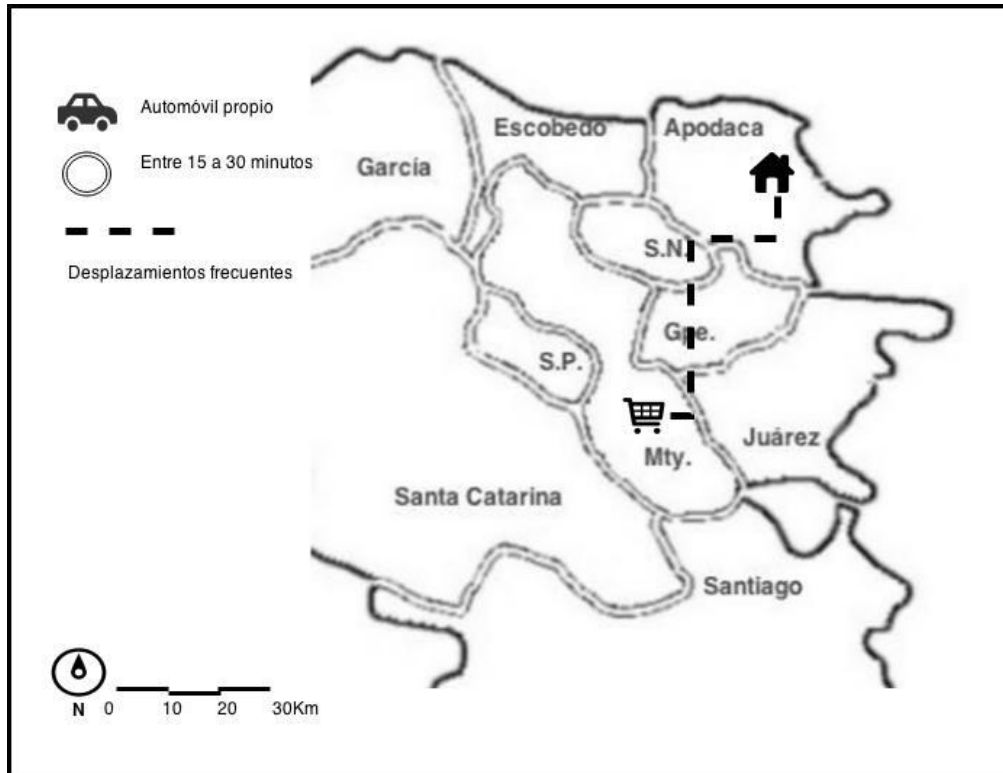 Automóvil propio
Entre 15 a 30 minutos
Desplazamientos frecuentes
Escobedo
Apodaca
García
S.N.
Gpe.
S.P.
Juárez
Mty.
Santa Catarina
Santiago
N 0 10 20 30Km